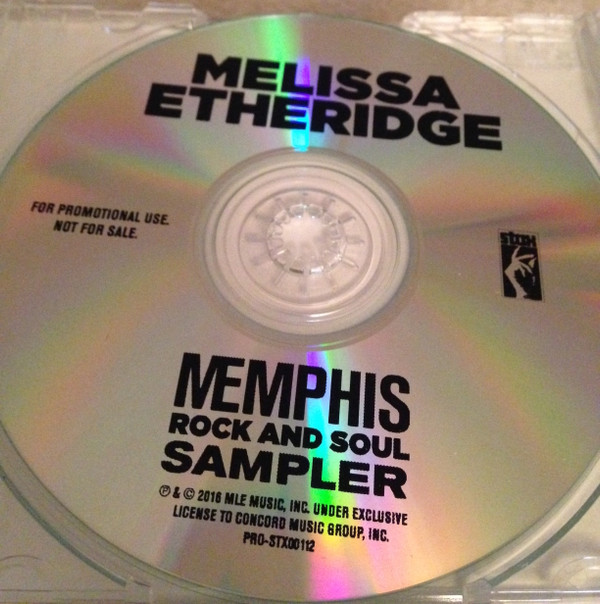 MELISSA
ETHERIDGE
FOR PROMOTIONAL USE.
NOT FOR SALE.
STAX
MEMPHIS
ROCK AND SOUL
SAMPLER
℗ & © 2016 MLE MUSIC, INC. UNDER EXCLUSIVE
LICENSE TO CONCORD MUSIC GROUP, INC.
PRO-STX00112